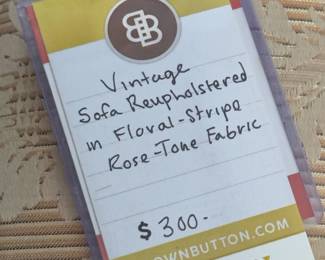 Vintage
Sofa Reupholstered
in Floral-Stripe
Rose-Tone Fabric
$300-
OWNBUTTON.COM